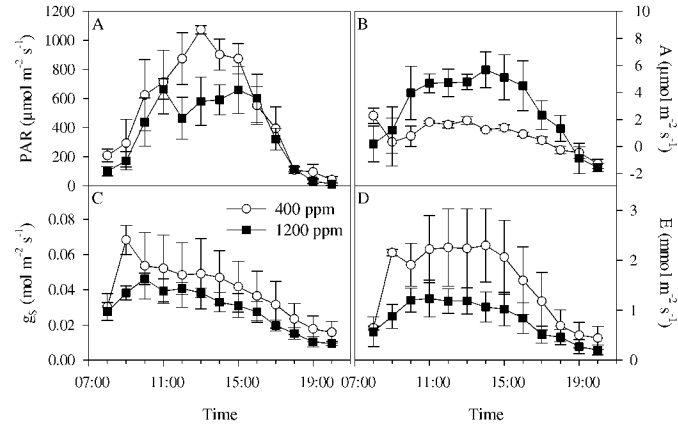 A
B
C
D
PAR (μmol m⁻² s⁻¹)
1200
1000
800
600
400
200
0
A (μmol m⁻² s⁻¹)
10
8
6
4
2
0
-2
gs (mol m⁻² s⁻¹)
0.08
0.06
0.04
0.02
0.00
400 ppm
1200 ppm
E (mmol m⁻² s⁻¹)
3
2
1
0
07:00 11:00 15:00 19:00
07:00 11:00 15:00 19:00
Time
Time